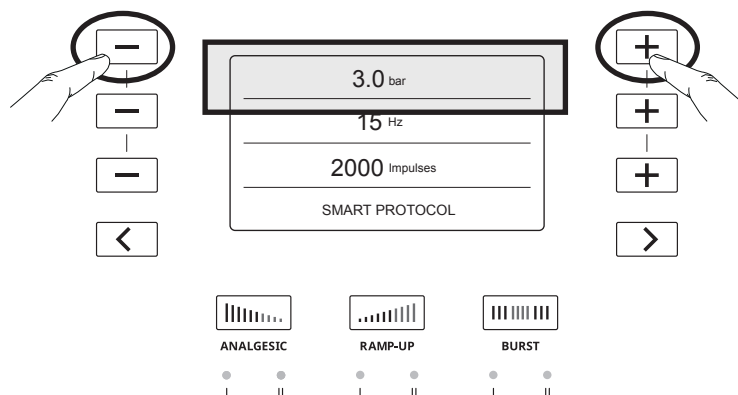 3.0 bar
15 Hz
2000 Impulses
SMART PROTOCOL
ANALGESIC RAMP-UP BURST
I II I II I II